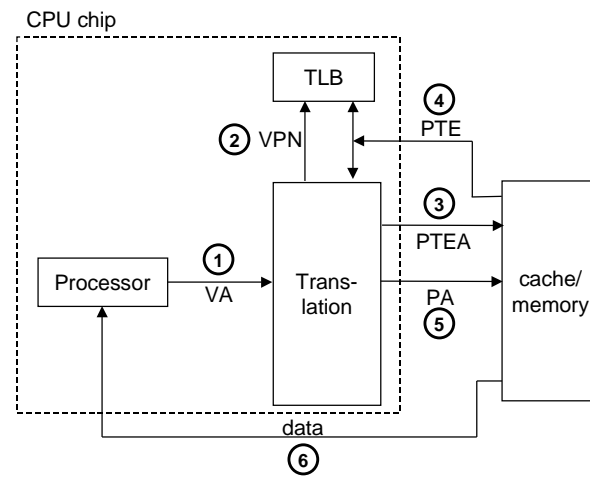 CPU chip
TLB
4
PTE
2 VPN
3
PTEA
1
VA
Processor
Trans-
lation
PA
5
cache/
memory
data
6